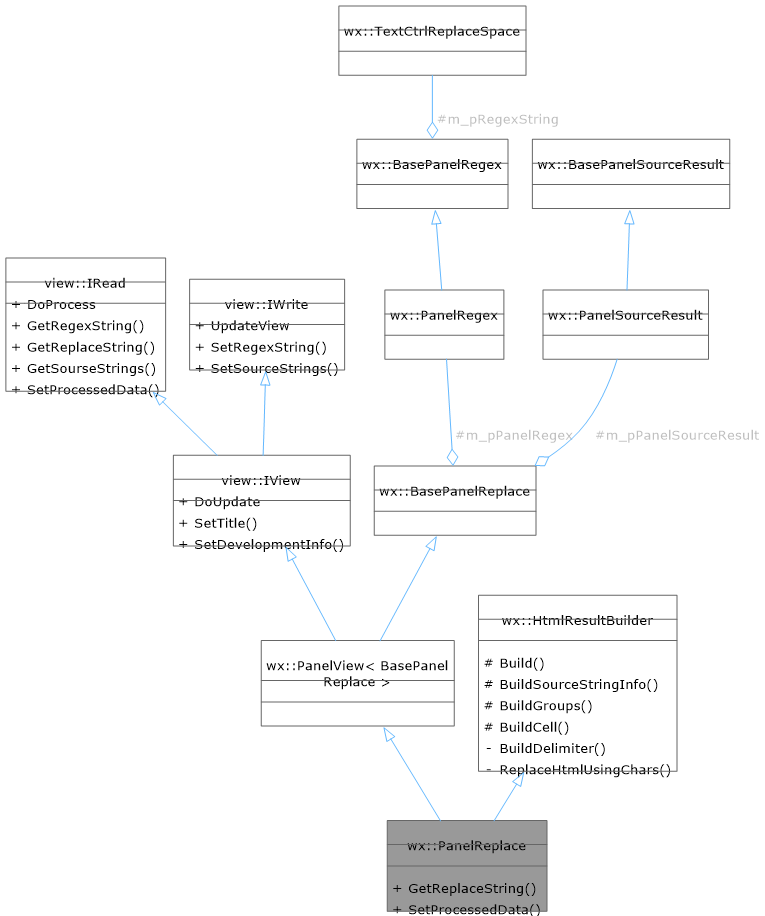 wx::TextCtrlReplaceSpace
#m_pRegexString
wx::BasePanelRegex
wx::BasePanelSourceResult
view::IRead
+ DoProcess
+ GetRegexString()
+ GetReplaceString()
+ GetSourseStrings()
+ SetProcessedData()
view::IWrite
+ UpdateView
+ SetRegexString()
+ SetSourceStrings()
wx::PanelRegex
wx::PanelSourceResult
#m_pPanelRegex
#m_pPanelSourceResult
view::IView
+ DoUpdate
+ SetTitle()
+ SetDevelopmentInfo()
wx::BasePanelReplace
wx::PanelView< BasePanel
Replace >
wx::HtmlResultBuilder
# Build()
# BuildSourceStringInfo()
# BuildGroups()
# BuildCell()
- BuildDelimiter()
- ReplaceHtmlUsingChars()
wx::PanelReplace
+ GetReplaceString()
+ SetProcessedData()